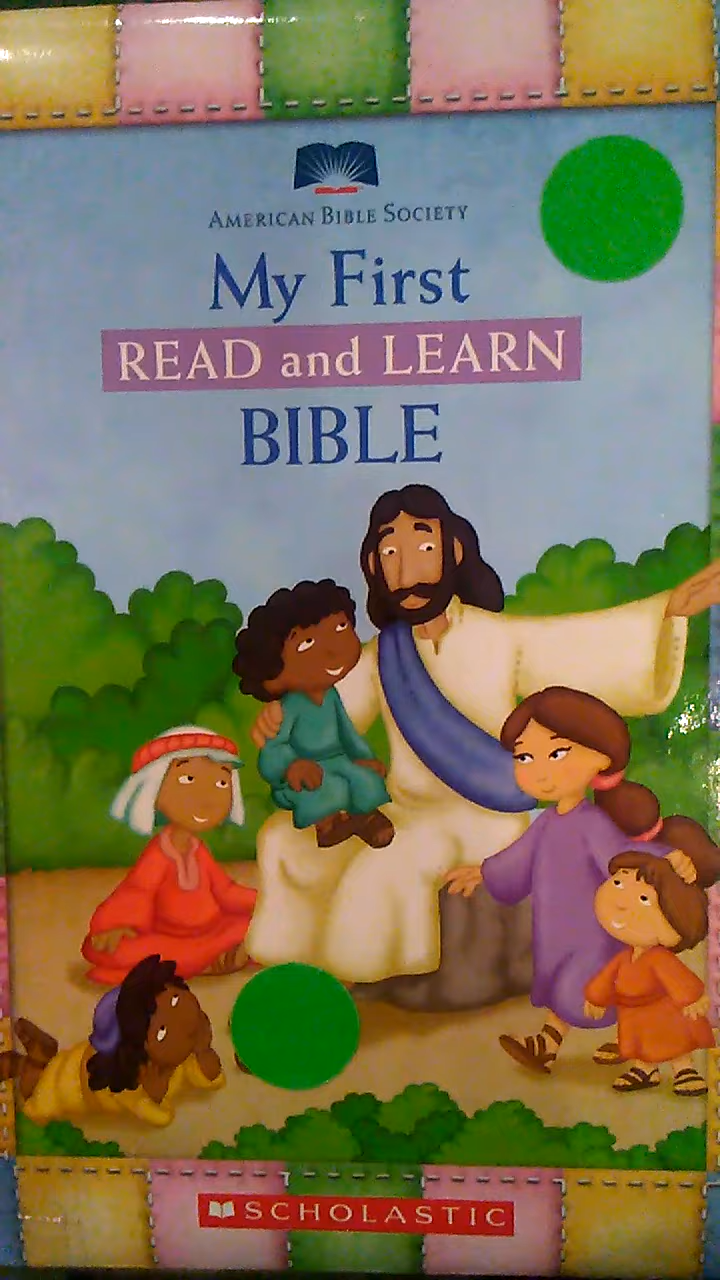 AMERICAN BIBLE SOCIETY
My First
READ and LEARN
BIBLE
SCHOLASTIC